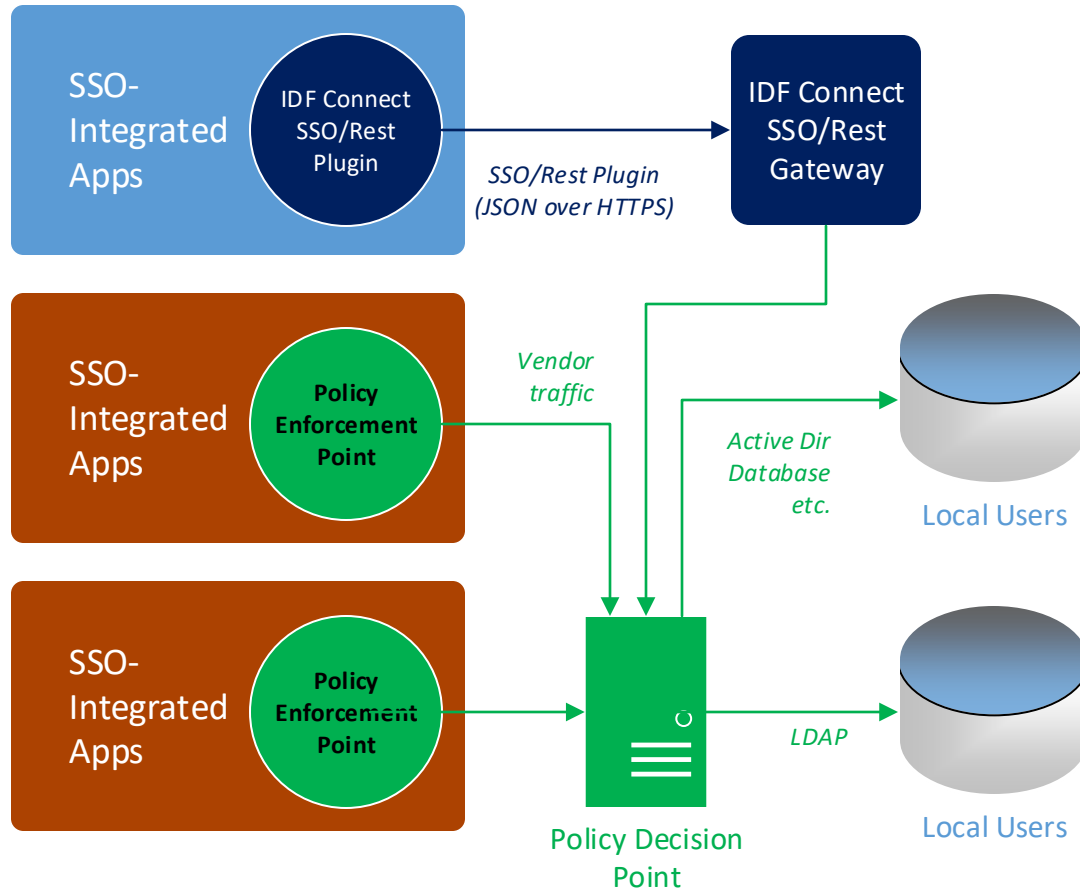 SSO-
Integrated
Apps
IDF Connect
SSO/Rest
Plugin
SSO/Rest Plugin
(JSON over HTTPS)
IDF Connect
SSO/Rest
Gateway
SSO-
Integrated
Apps
Policy
Enforcement
Point
Vendor
traffic
Active Dir
Database
etc.
Local Users
SSO-
Integrated
Apps
Policy
Enforcement
Point
LDAP
Local Users
Policy Decision
Point